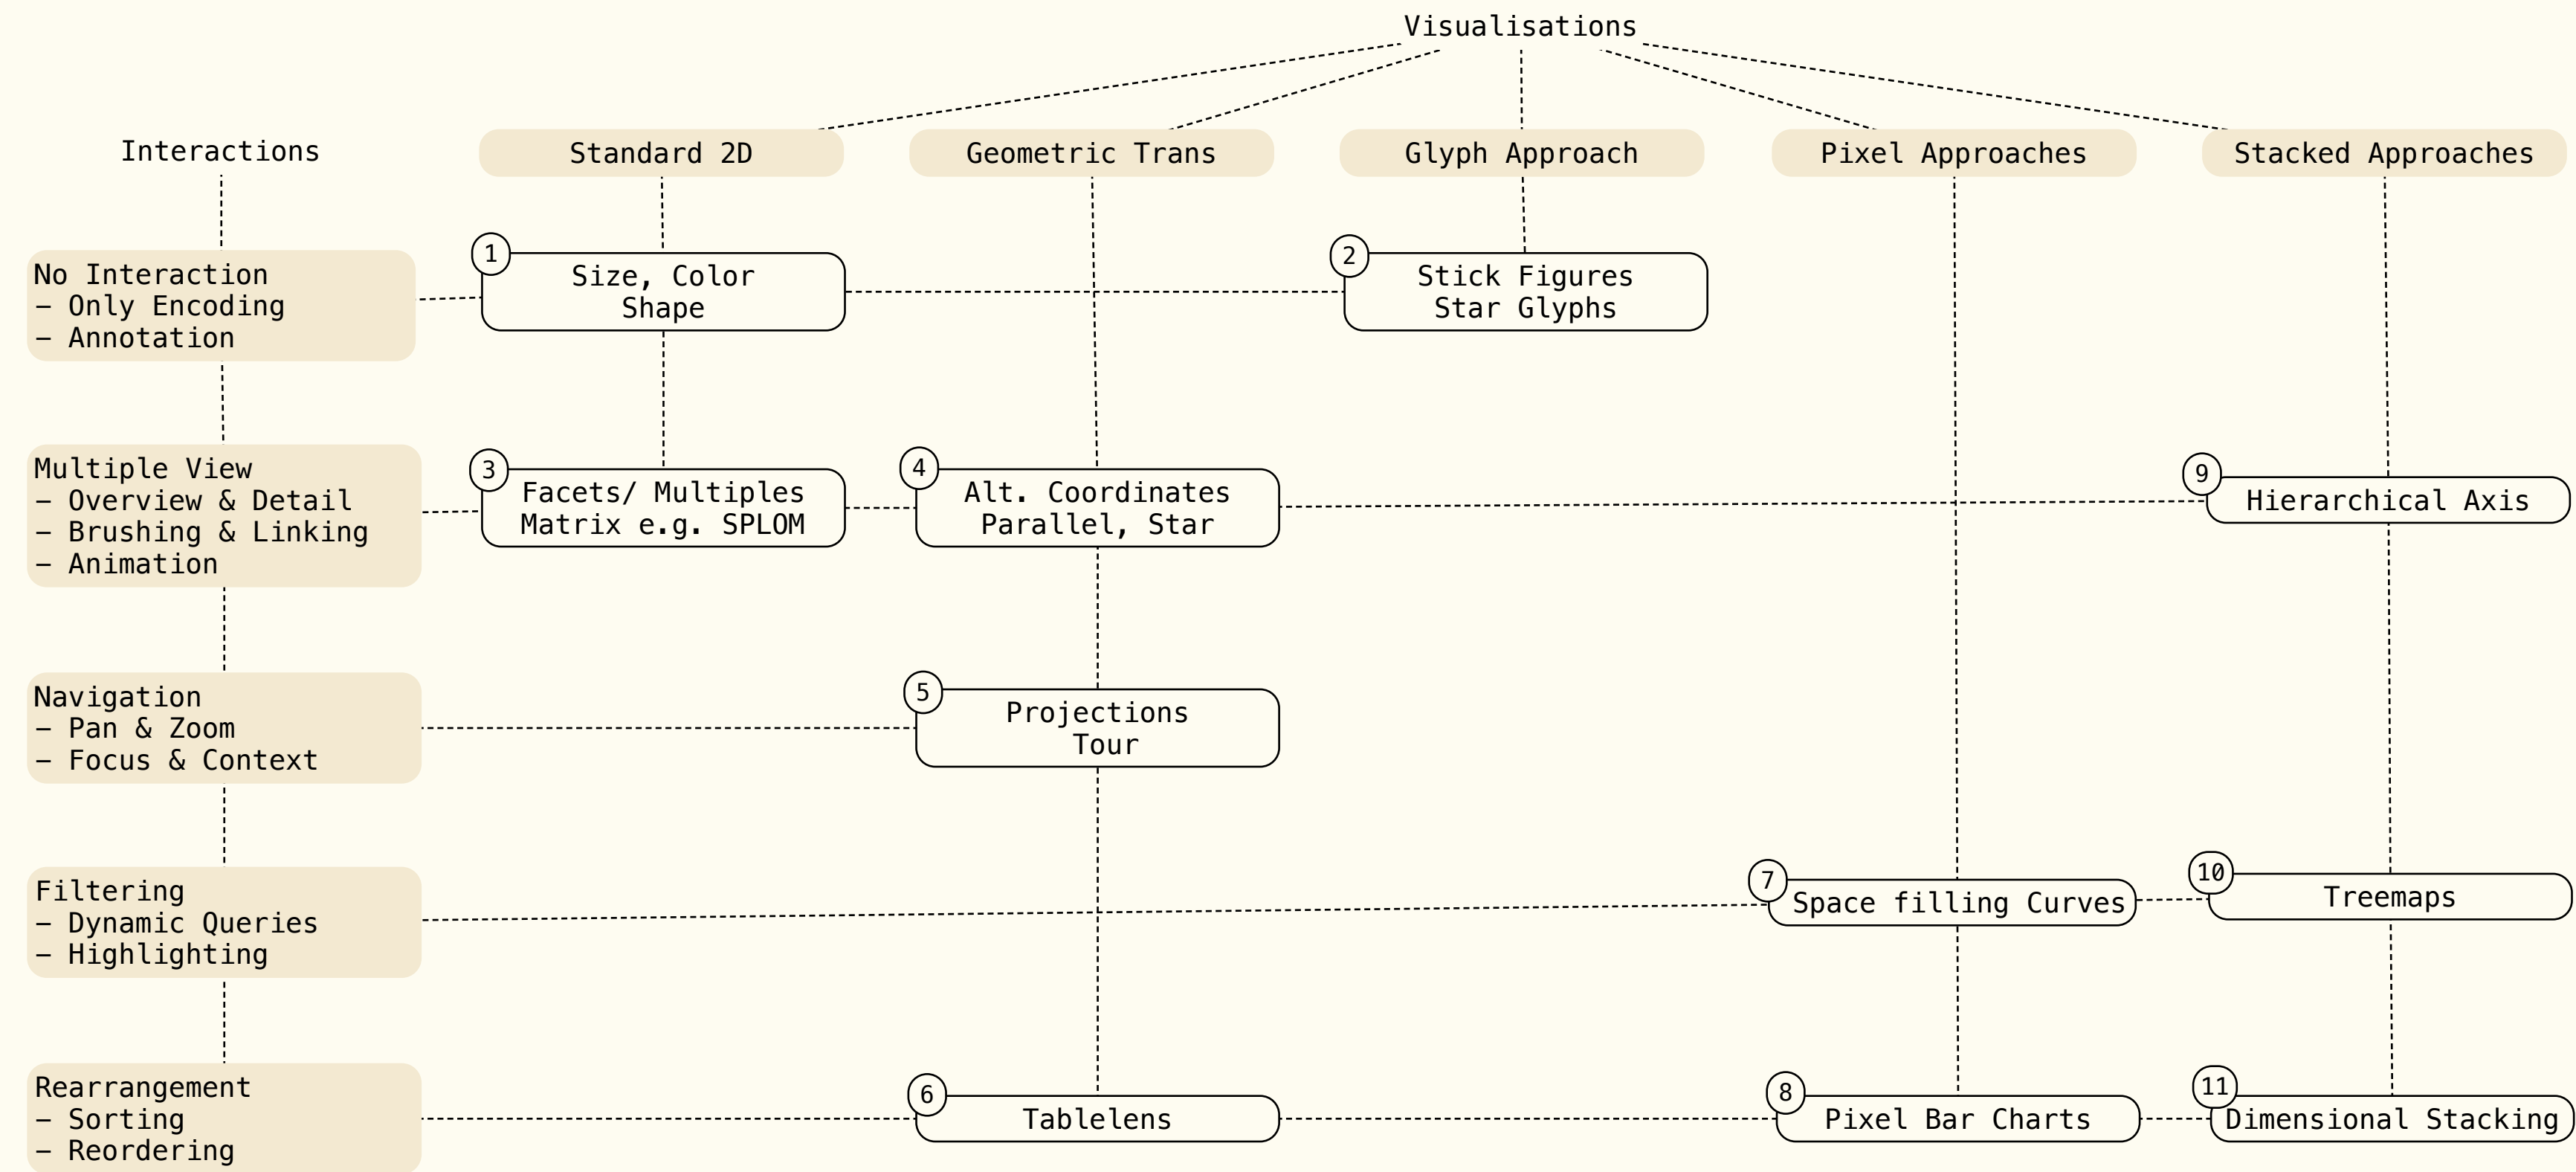 Visualisations
Interactions
Standard 2D
Geometric Trans
Glyph Approach
Pixel Approaches
Stacked Approaches
No Interaction
– Only Encoding
– Annotation
1
Size, Color
Shape
2
Stick Figures
Star Glyphs
Multiple View
– Overview & Detail
– Brushing & Linking
– Animation
3
Facets/ Multiples
Matrix e.g. SPLOM
4
Alt. Coordinates
Parallel, Star
9
Hierarchical Axis
Navigation
– Pan & Zoom
– Focus & Context
5
Projections
Tour
Filtering
– Dynamic Queries
– Highlighting
7
Space filling Curves
10
Treemaps
Rearrangement
– Sorting
– Reordering
6
Tablelens
8
Pixel Bar Charts
11
Dimensional Stacking